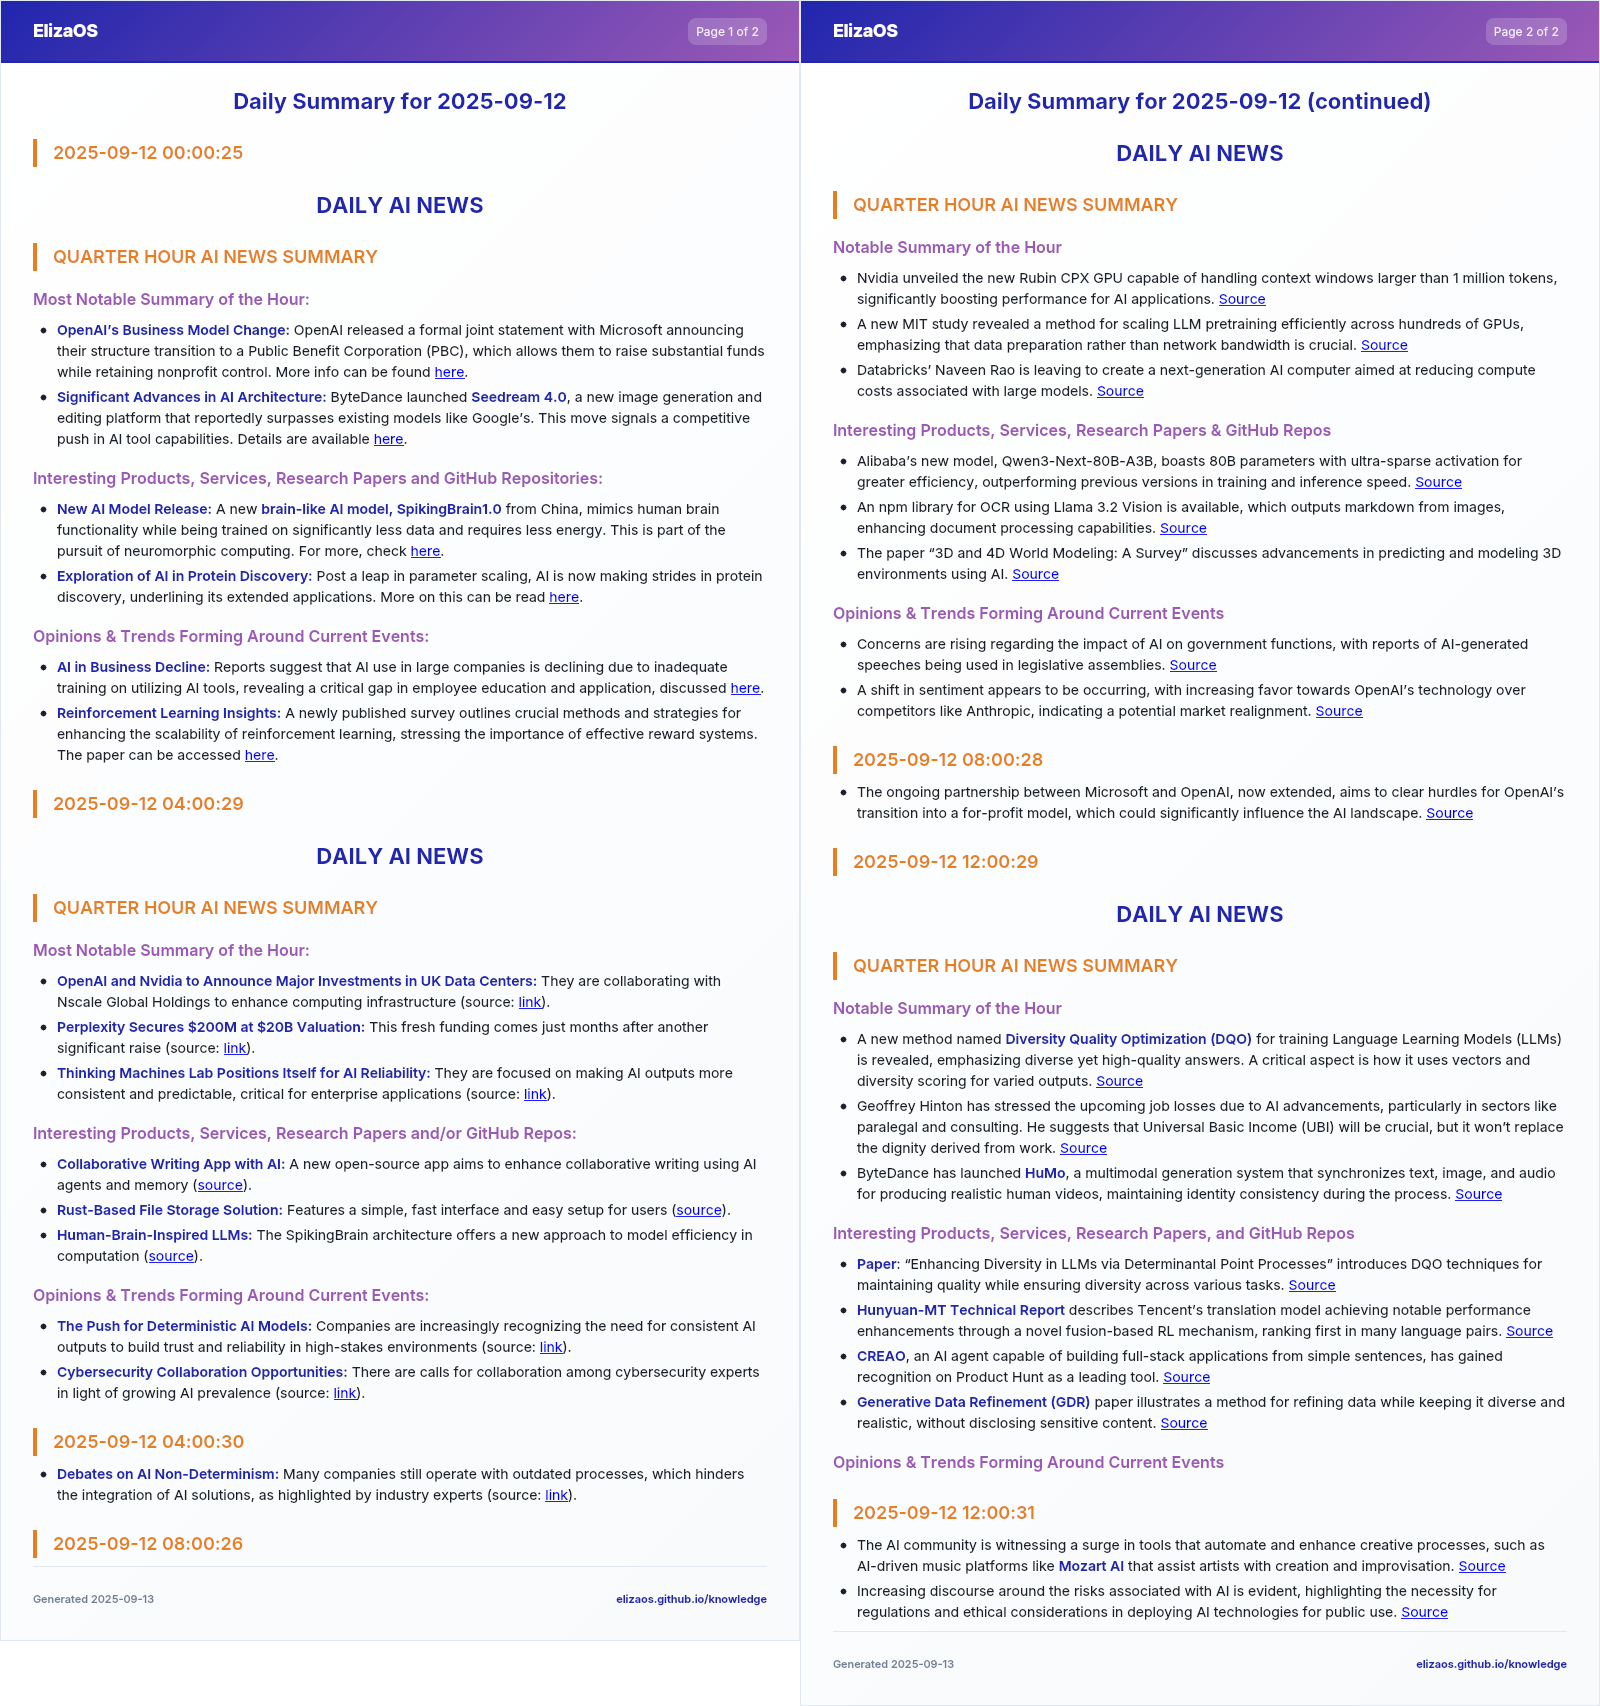 ElizaOS
Page 1 of 2
Daily Summary for 2025-09-12
2025-09-12 00:00:25
DAILY AI NEWS
QUARTER HOUR AI NEWS SUMMARY
Most Notable Summary of the Hour:
• OpenAI’s Business Model Change: OpenAI released a formal joint statement with Microsoft announcing
their structure transition to a Public Benefit Corporation (PBC), which allows them to raise substantial funds
while retaining nonprofit control. More info can be found here.
• Significant Advances in AI Architecture: ByteDance launched Seedream 4.0, a new image generation and
editing platform that reportedly surpasses existing models like Google’s. This move signals a competitive
push in AI tool capabilities. Details are available here.
Interesting Products, Services, Research Papers and GitHub Repositories:
• New AI Model Release: A new brain-like AI model, SpikingBrain1.0 from China, mimics human brain
functionality while being trained on significantly less data and requires less energy. This is part of the
pursuit of neuromorphic computing. For more, check here.
• Exploration of AI in Protein Discovery: Post a leap in parameter scaling, AI is now making strides in protein
discovery, underlining its extended applications. More on this can be read here.
Opinions & Trends Forming Around Current Events:
• AI in Business Decline: Reports suggest that AI use in large companies is declining due to inadequate
training on utilizing AI tools, revealing a critical gap in employee education and application, discussed here.
• Reinforcement Learning Insights: A newly published survey outlines crucial methods and strategies for
enhancing the scalability of reinforcement learning, stressing the importance of effective reward systems.
The paper can be accessed here.
2025-09-12 04:00:29
DAILY AI NEWS
QUARTER HOUR AI NEWS SUMMARY
Most Notable Summary of the Hour:
• OpenAI and Nvidia to Announce Major Investments in UK Data Centers: They are collaborating with
Nscale Global Holdings to enhance computing infrastructure (source: link).
• Perplexity Secures $200M at $20B Valuation: This fresh funding comes just months after another
significant raise (source: link).
• Thinking Machines Lab Positions Itself for AI Reliability: They are focused on making AI outputs more
consistent and predictable, critical for enterprise applications (source: link).
Interesting Products, Services, Research Papers and/or GitHub Repos:
• Collaborative Writing App with AI: A new open-source app aims to enhance collaborative writing using AI
agents and memory (source).
• Rust-Based File Storage Solution: Features a simple, fast interface and easy setup for users (source).
• Human-Brain-Inspired LLMs: The SpikingBrain architecture offers a new approach to model efficiency in
computation (source).
Opinions & Trends Forming Around Current Events:
• The Push for Deterministic AI Models: Companies are increasingly recognizing the need for consistent AI
outputs to build trust and reliability in high-stakes environments (source: link).
• Cybersecurity Collaboration Opportunities: There are calls for collaboration among cybersecurity experts
in light of growing AI prevalence (source: link).
2025-09-12 04:00:30
• Debates on AI Non-Determinism: Many companies still operate with outdated processes, which hinders
the integration of AI solutions, as highlighted by industry experts (source: link).
2025-09-12 08:00:26
Generated 2025-09-13
elizaos.github.io/knowledge
ElizaOS
Page 2 of 2
Daily Summary for 2025-09-12 (continued)
DAILY AI NEWS
QUARTER HOUR AI NEWS SUMMARY
Notable Summary of the Hour
• Nvidia unveiled the new Rubin CPX GPU capable of handling context windows larger than 1 million tokens,
significantly boosting performance for AI applications. Source
• A new MIT study revealed a method for scaling LLM pretraining efficiently across hundreds of GPUs,
emphasizing that data preparation rather than network bandwidth is crucial. Source
• Databricks’ Naveen Rao is leaving to create a next-generation AI computer aimed at reducing compute
costs associated with large models. Source
Interesting Products, Services, Research Papers & GitHub Repos
• Alibaba’s new model, Qwen3-Next-80B-A3B, boasts 80B parameters with ultra-sparse activation for
greater efficiency, outperforming previous versions in training and inference speed. Source
• An npm library for OCR using Llama 3.2 Vision is available, which outputs markdown from images,
enhancing document processing capabilities. Source
• The paper “3D and 4D World Modeling: A Survey” discusses advancements in predicting and modeling 3D
environments using AI. Source
Opinions & Trends Forming Around Current Events
• Concerns are rising regarding the impact of AI on government functions, with reports of AI-generated
speeches being used in legislative assemblies. Source
• A shift in sentiment appears to be occurring, with increasing favor towards OpenAI’s technology over
competitors like Anthropic, indicating a potential market realignment. Source
2025-09-12 08:00:28
• The ongoing partnership between Microsoft and OpenAI, now extended, aims to clear hurdles for OpenAI’s
transition into a for-profit model, which could significantly influence the AI landscape. Source
2025-09-12 12:00:29
DAILY AI NEWS
QUARTER HOUR AI NEWS SUMMARY
Notable Summary of the Hour
• A new method named Diversity Quality Optimization (DQO) for training Language Learning Models (LLMs)
is revealed, emphasizing diverse yet high-quality answers. A critical aspect is how it uses vectors and
diversity scoring for varied outputs. Source
• Geoffrey Hinton has stressed the upcoming job losses due to AI advancements, particularly in sectors like
paralegal and consulting. He suggests that Universal Basic Income (UBI) will be crucial, but it won’t replace
the dignity derived from work. Source
• ByteDance has launched HuMo, a multimodal generation system that synchronizes text, image, and audio
for producing realistic human videos, maintaining identity consistency during the process. Source
Interesting Products, Services, Research Papers, and GitHub Repos
• Paper: “Enhancing Diversity in LLMs via Determinantal Point Processes” introduces DQO techniques for
maintaining quality while ensuring diversity across various tasks. Source
• Hunyuan-MT Technical Report describes Tencent’s translation model achieving notable performance
enhancements through a novel fusion-based RL mechanism, ranking first in many language pairs. Source
• CREAO, an AI agent capable of building full-stack applications from simple sentences, has gained
recognition on Product Hunt as a leading tool. Source
• Generative Data Refinement (GDR) paper illustrates a method for refining data while keeping it diverse and
realistic, without disclosing sensitive content. Source
Opinions & Trends Forming Around Current Events
2025-09-12 12:00:31
• The AI community is witnessing a surge in tools that automate and enhance creative processes, such as
AI-driven music platforms like Mozart AI that assist artists with creation and improvisation. Source
• Increasing discourse around the risks associated with AI is evident, highlighting the necessity for
regulations and ethical considerations in deploying AI technologies for public use. Source
Generated 2025-09-13
elizaos.github.io/knowledge